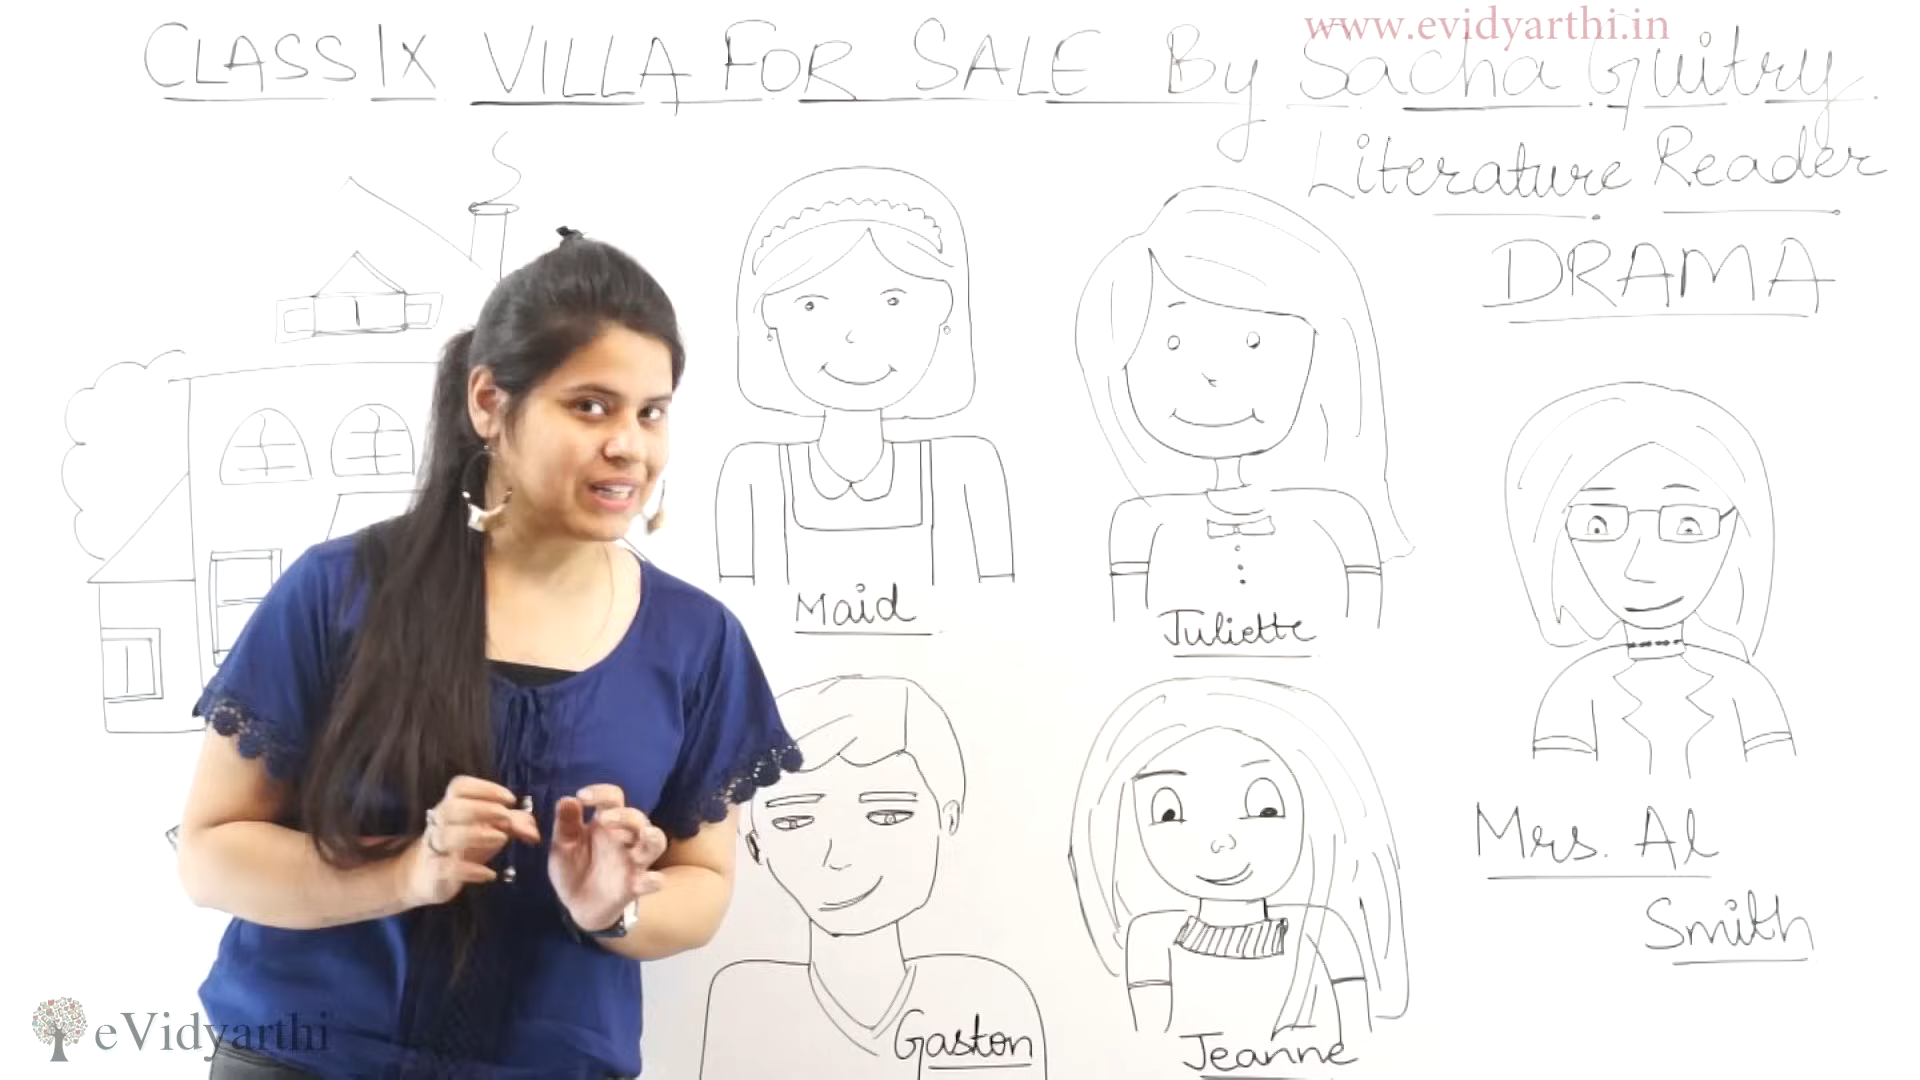 www.evidyarthi.in
CLASS IX VILLA FOR SALE By Sacha Guitry
Literature Reader
DRAMA
Maid
Juliette
Mrs. Al
Smith
Gaston
Jeanne
eVidyarthi